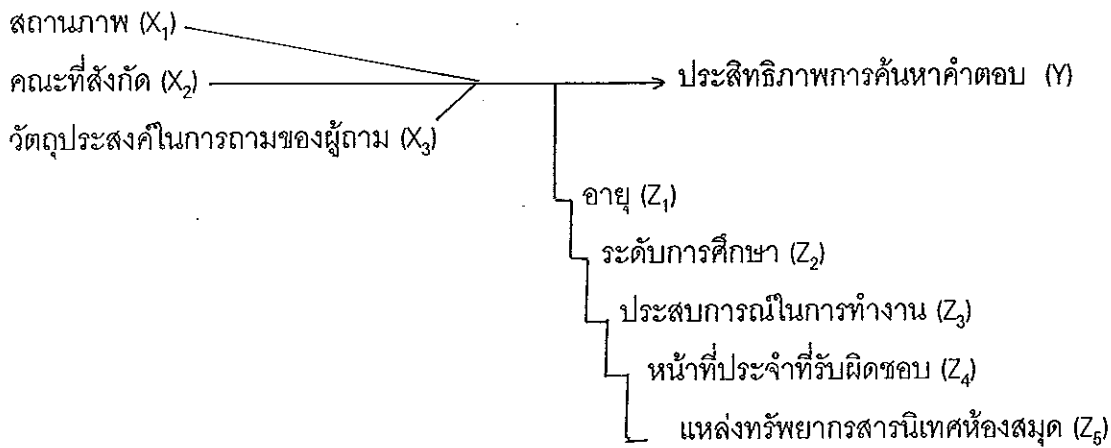 สถานภาพ (X₁)
คณะที่สังกัด (X₂)
ประสิทธิภาพการค้นหาคำตอบ (Y)
วัตถุประสงค์ในการถามของผู้ถาม (X₃)
อายุ (Z₁)
ระดับการศึกษา (Z₂)
ประสบการณ์ในการทำงาน (Z₃)
หน้าที่ประจำที่รับผิดชอบ (Z₄)
แหล่งทรัพยากรสารนิเทศห้องสมุด (Z₅)